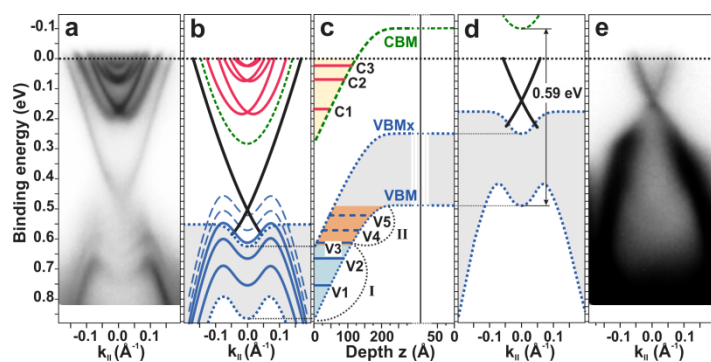 a b c d e
-0.1
0.0
0.1
0.2
0.3
0.4
0.5
0.6
0.7
0.8
Binding energy (eV)
CBM
C3
C2
C1
VBMx
VBM
V5
V4
II
V3
V2
V1
I
0.59 eV
-0.1 0.0 0.1
-0.1 0.0 0.1
0 100 200
50 0
-0.1 0.0 0.1
-0.1 0.0 0.1
k|| (Å⁻¹) k|| (Å⁻¹) Depth z (Å) k|| (Å⁻¹) k|| (Å⁻¹)